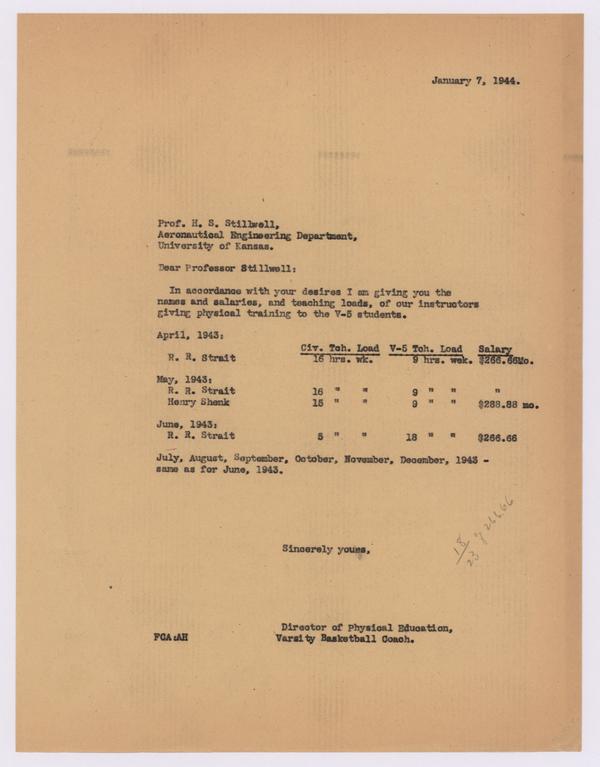 January 7, 1944.
Prof. H. S. Stillwell,
Aeronautical Engineering Department,
University of Kansas.
Dear Professor Stillwell:
In accordance with your desires I am giving you the
names and salaries, and teaching loads, of our instructors
giving physical training to the V-5 students.
April, 1943:
Civ. Tch. Load V-5 Tch. Load Salary
R. R. Strait 16 hrs. wk. 9 hrs. wek. $266.66Mo.
May, 1943:
R. R. Strait 16 " " 9 " " "
Henry Shenk 15 " " 9 " " $288.88 mo.
June, 1943:
R. R. Strait 5 " " 18 " " $266.66
July, August, September, October, November, December, 1943 -
same as for June, 1943.
18/23 of 266.66
Sincerely yours,
Director of Physical Education,
FCA:AH Varsity Basketball Coach.